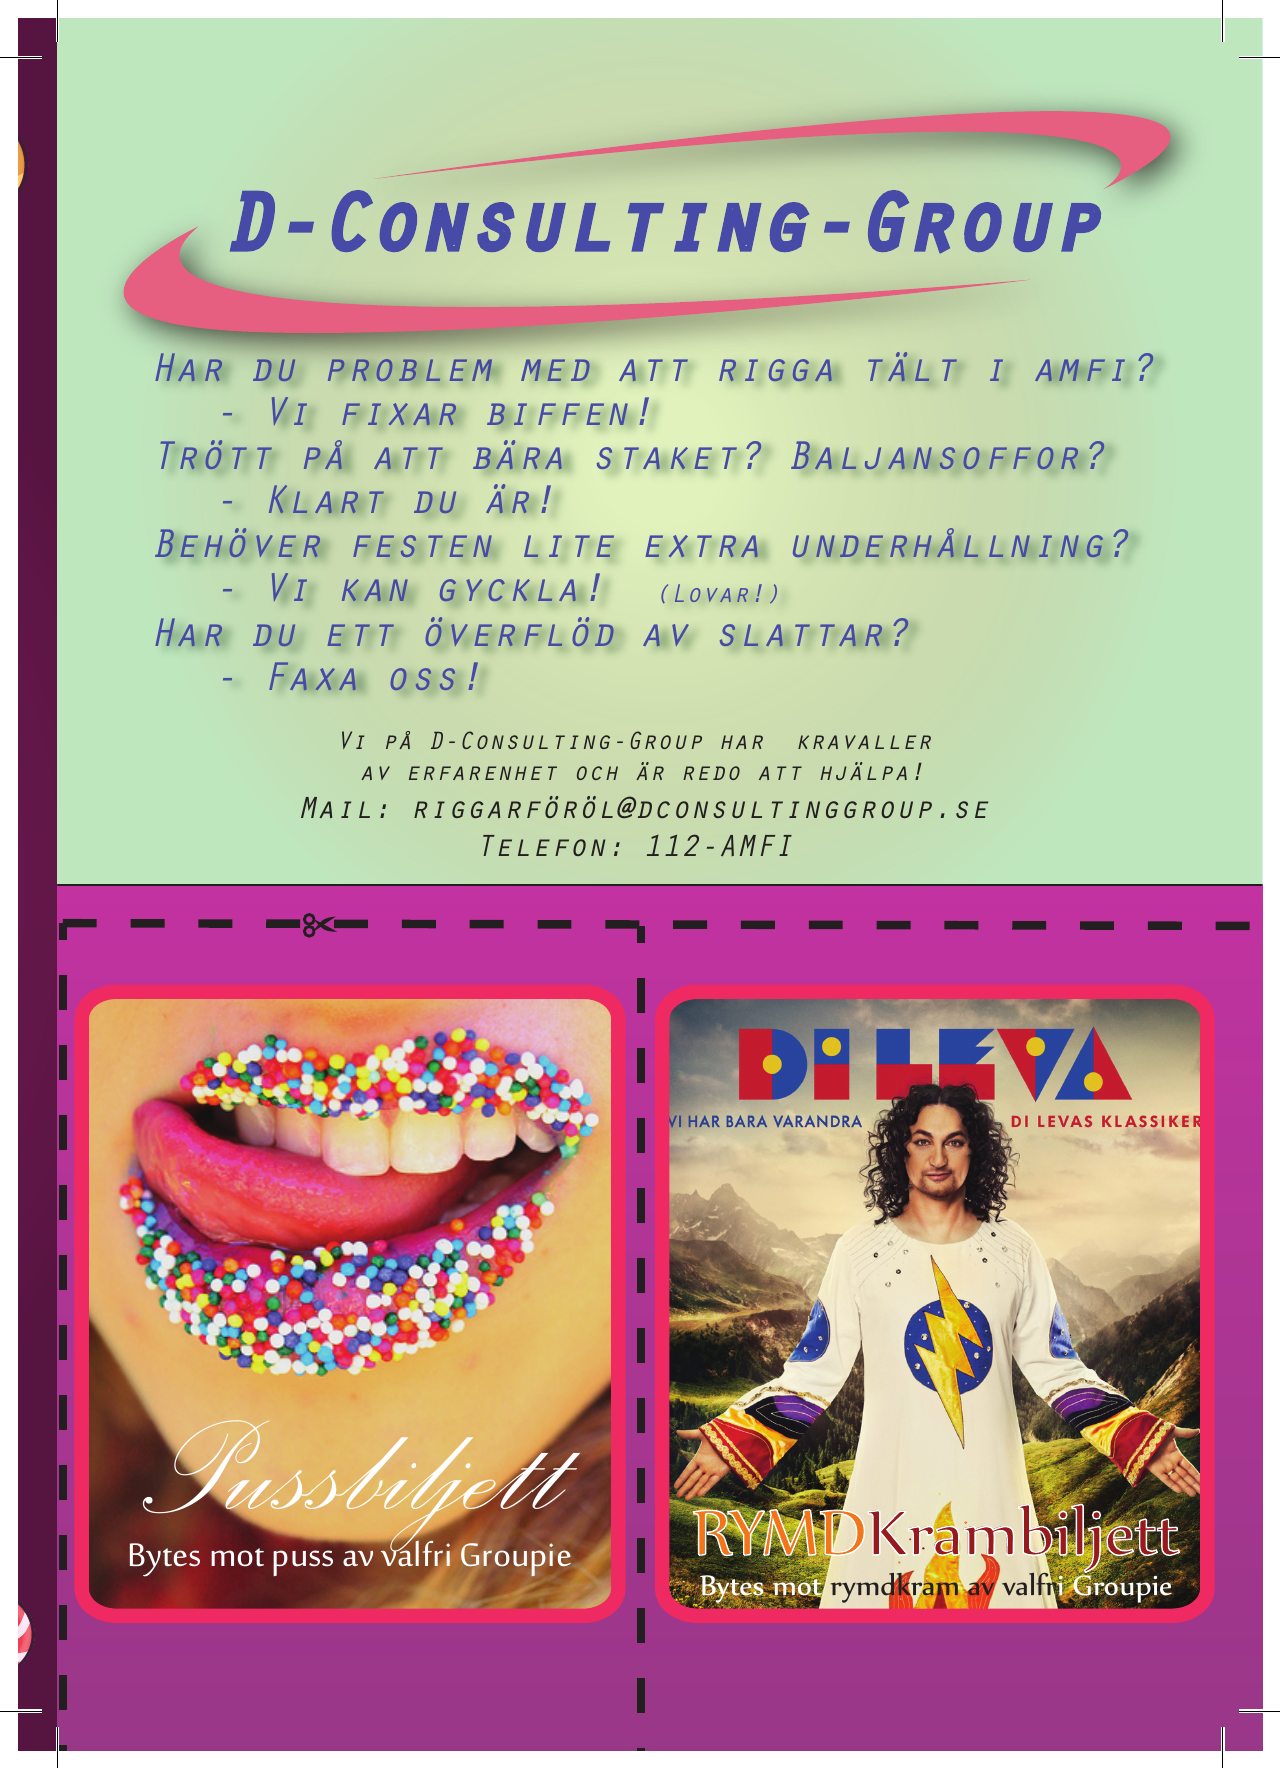 D-Consulting-Group
Har du problem med att rigga tält i amfi?
- Vi fixar biffen!
Trött på att bära staket? Baljansoffor?
- Klart du är!
Behöver festen lite extra underhållning?
- Vi kan gyckla! (Lovar!)
Har du ett överflöd av slattar?
- Faxa oss!
Vi på D-Consulting-Group har kravaller
av erfarenhet och är redo att hjälpa!
Mail: riggarföröl@dconsultinggroup.se
Telefon: 112-AMFI
Pussbiljett
Bytes mot puss av valfri Groupie
DI LEVA
VI HAR BARA VARANDRA
DI LEVAS KLASSIKER
RYMDKrambiljett
Bytes mot rymdkram av valfri Groupie